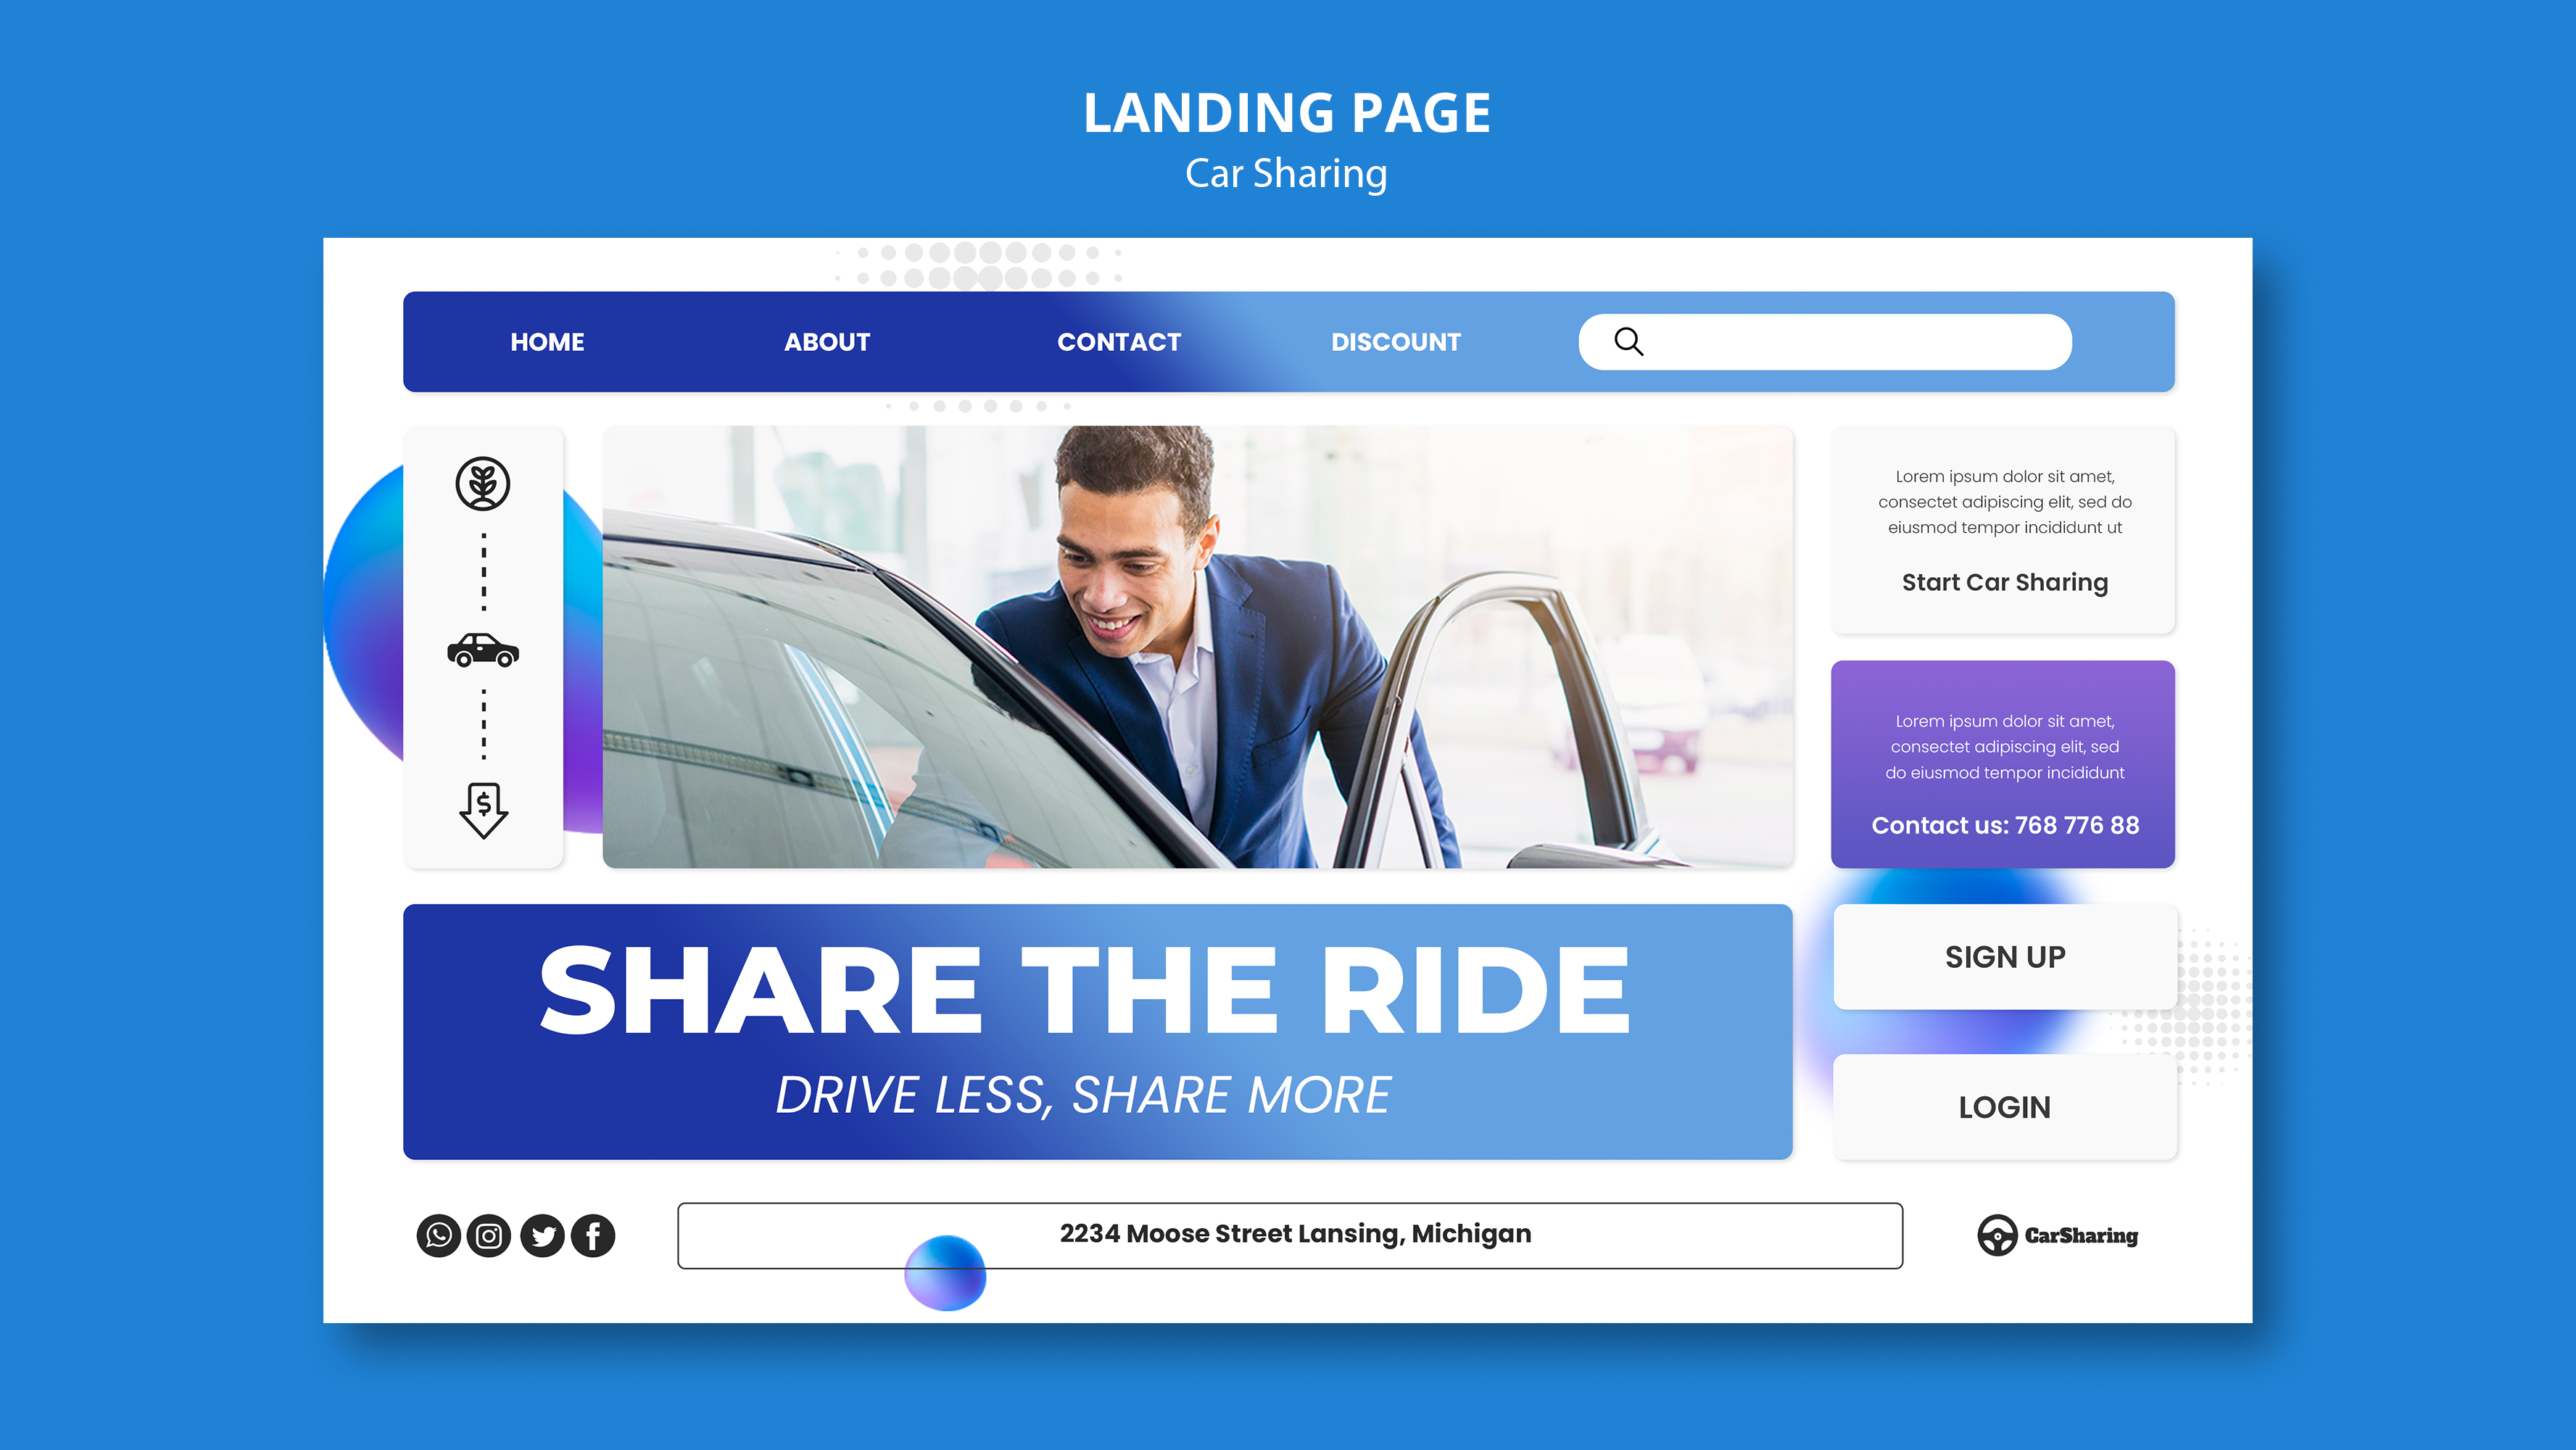 LANDING PAGE
Car Sharing
HOME
ABOUT
CONTACT
DISCOUNT
Lorem ipsum dolor sit amet,
consectet adipiscing elit, sed do
eiusmod tempor incididunt ut
Start Car Sharing
$
Lorem ipsum dolor sit amet,
consectet adipiscing elit, sed
do eiusmod tempor incididunt
Contact us: 768 776 88
SHARE THE RIDE
DRIVE LESS, SHARE MORE
SIGN UP
LOGIN
2234 Moose Street Lansing, Michigan
CarSharing